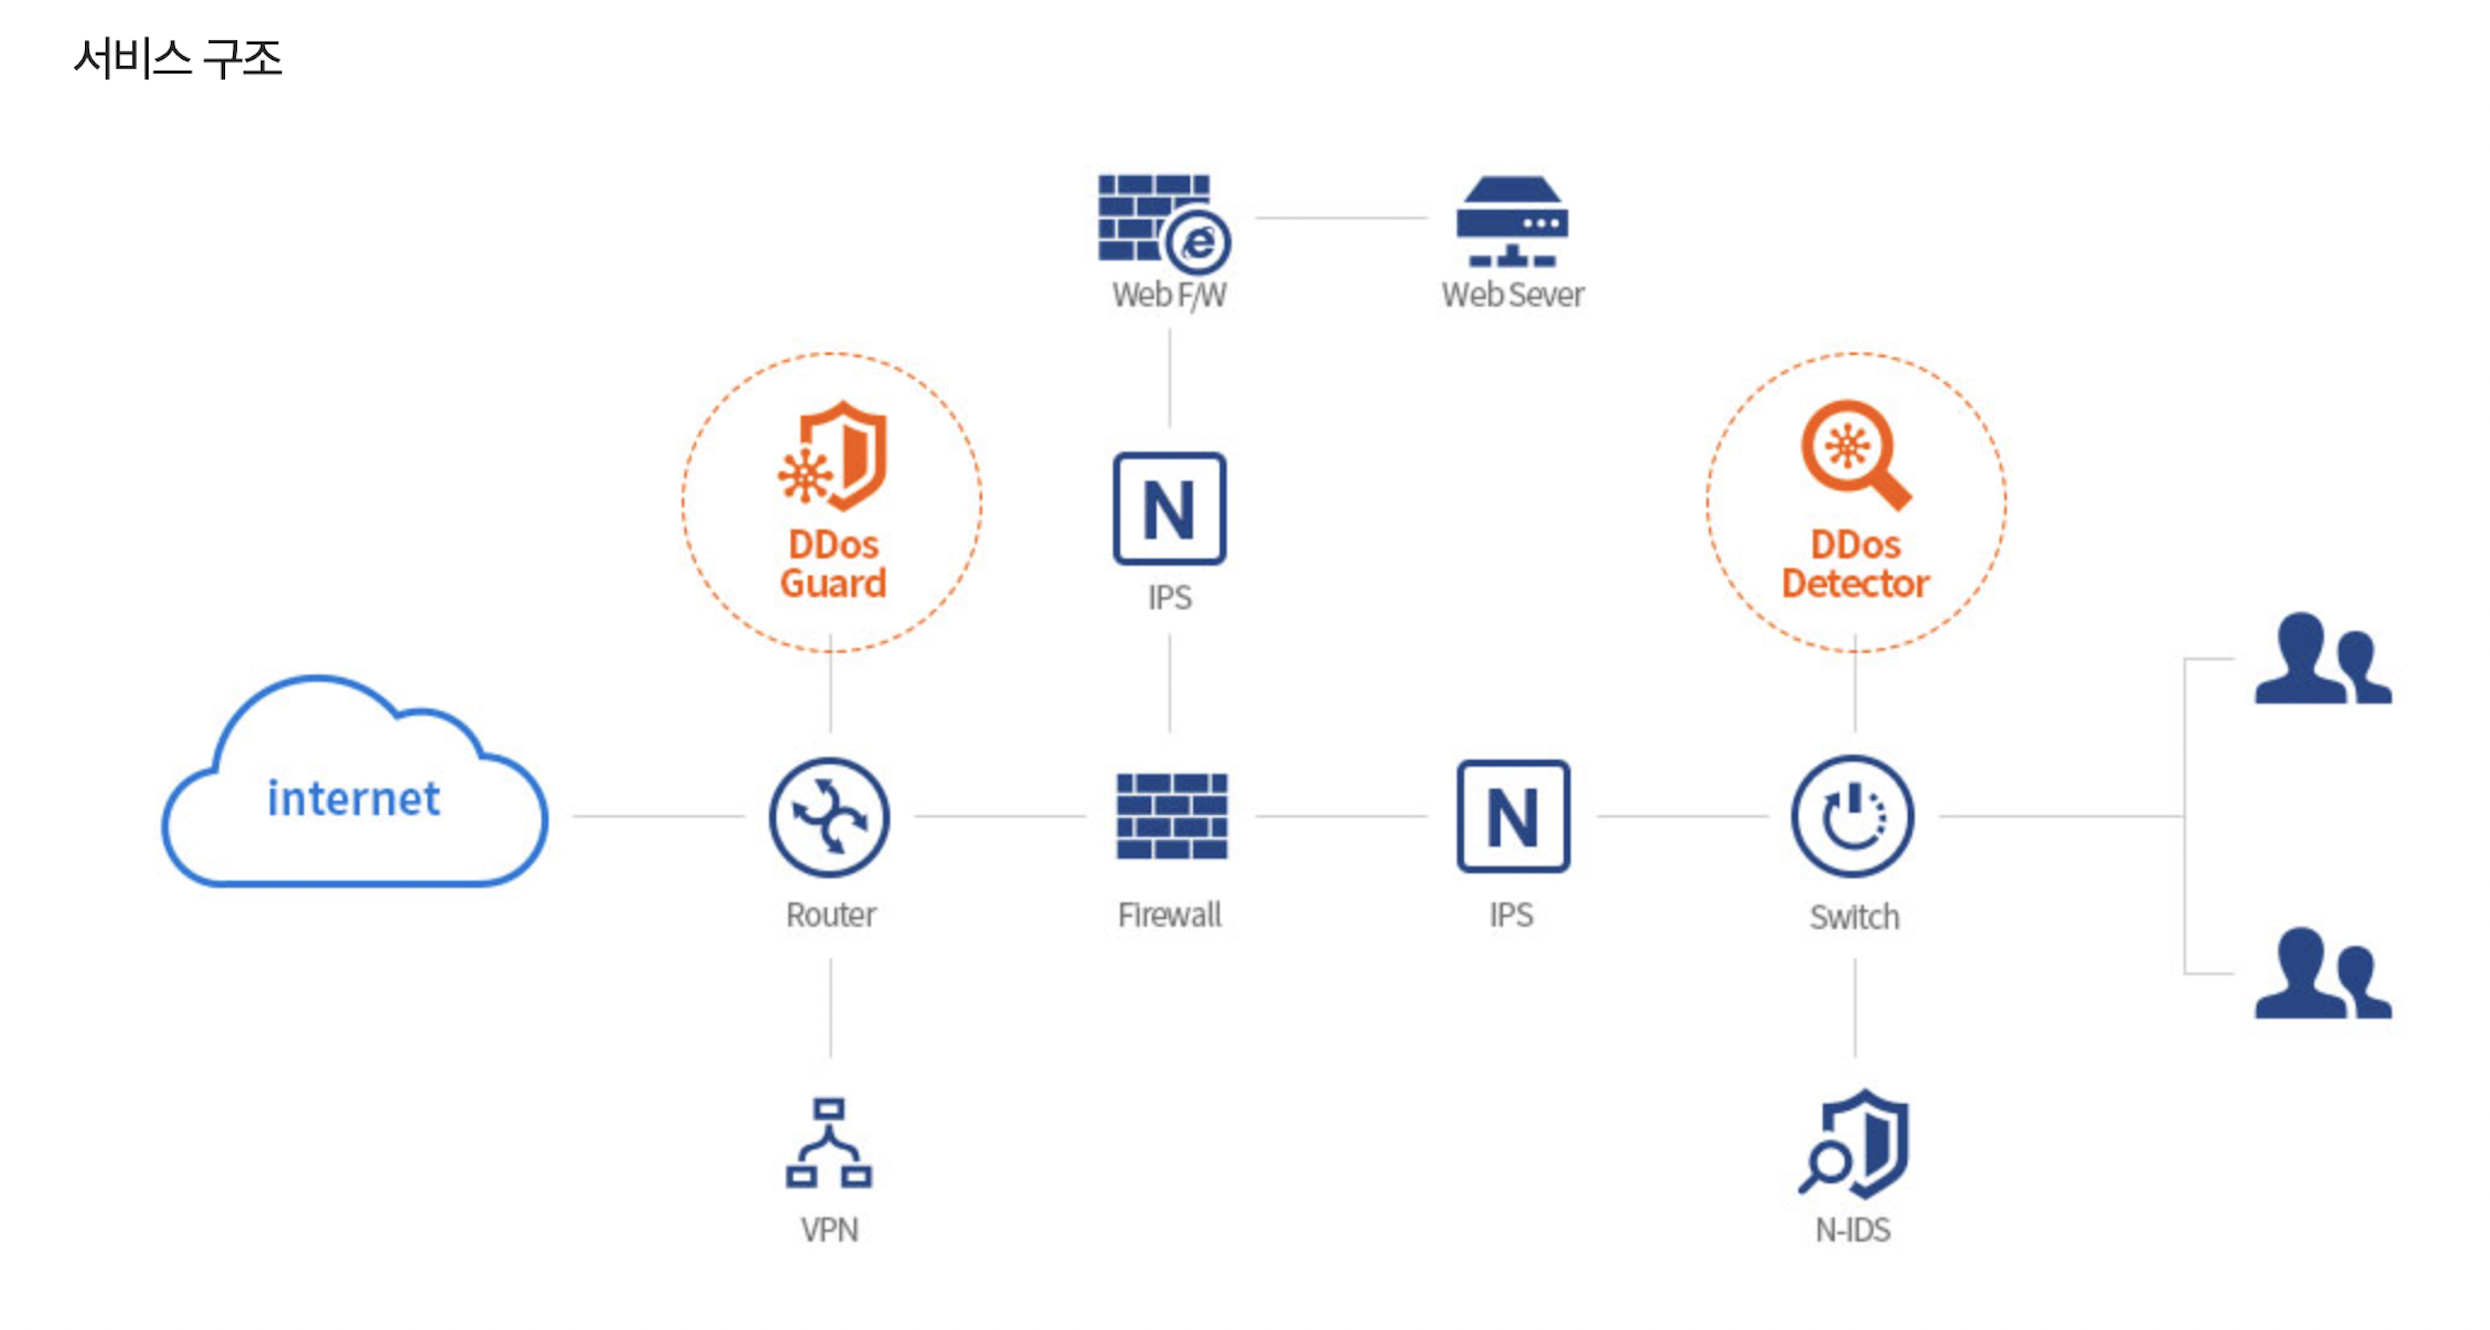 서비스 구조
Web F/W
Web Sever
DDos
Guard
IPS
DDos
Detector
internet
Router
Firewall
IPS
Switch
VPN
N-IDS
N
N
e